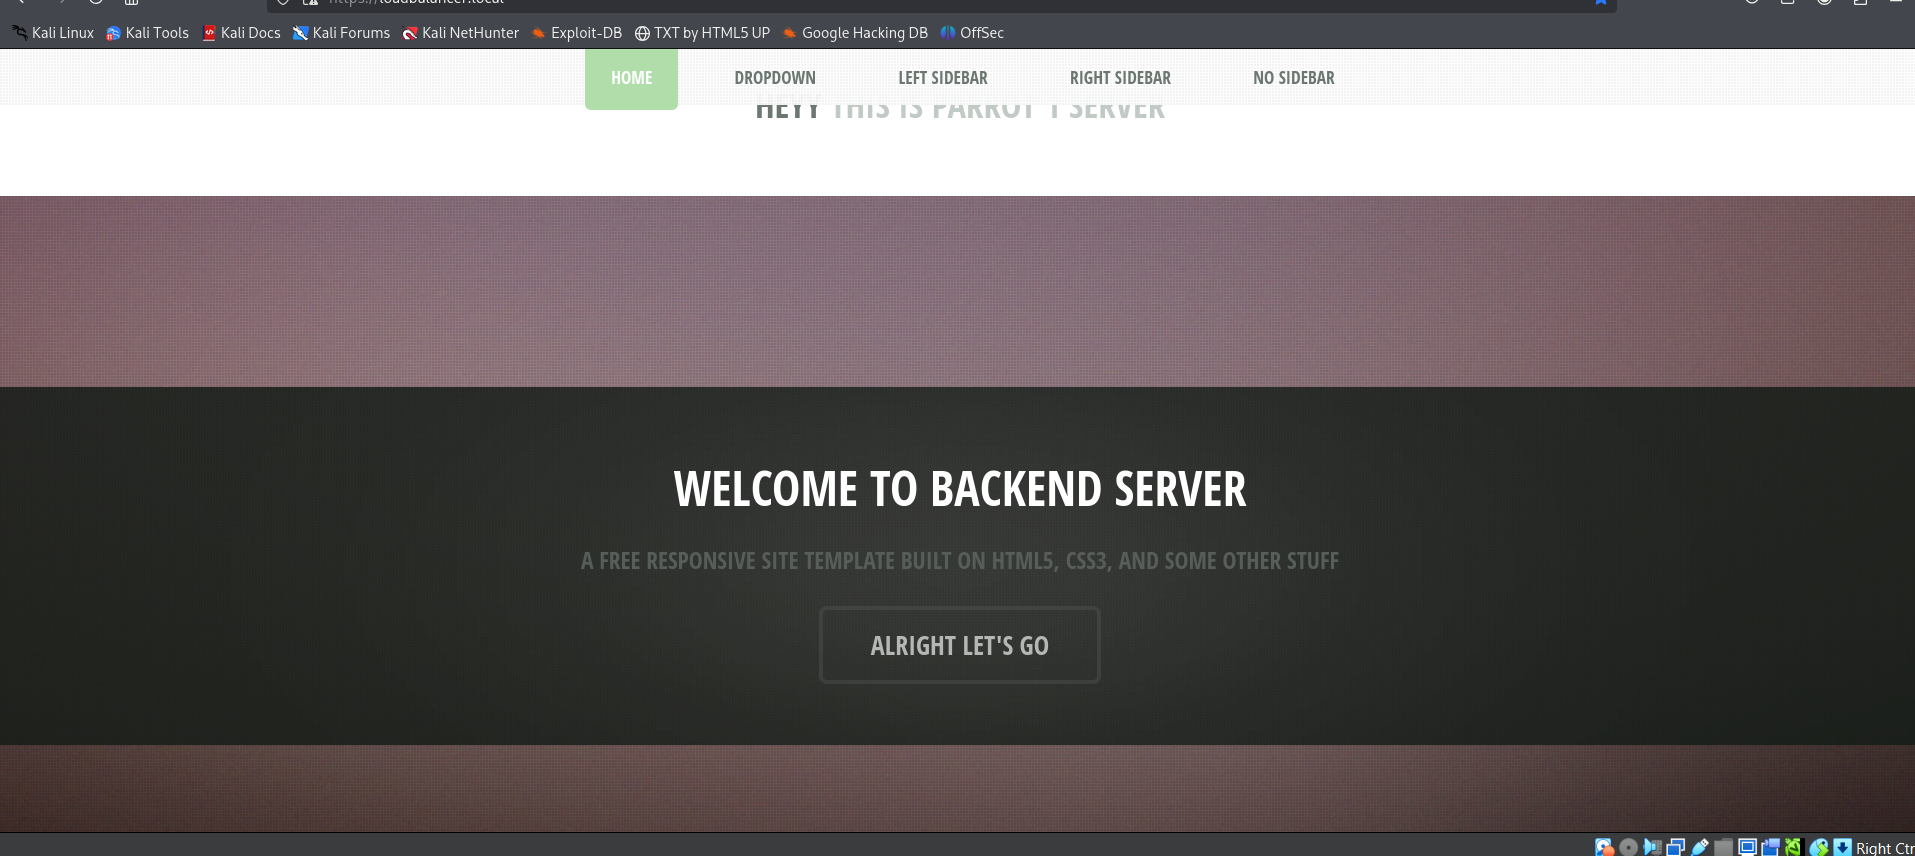 https://loadbalancer.local
Kali Linux Kali Tools Kali Docs Kali Forums Kali NetHunter Exploit-DB TXT by HTML5 UP Google Hacking DB OffSec
HOME DROPDOWN LEFT SIDEBAR RIGHT SIDEBAR NO SIDEBAR
HEYY THIS IS PARROT 1 SERVER
WELCOME TO BACKEND SERVER
A FREE RESPONSIVE SITE TEMPLATE BUILT ON HTML5, CSS3, AND SOME OTHER STUFF
ALRIGHT LET'S GO
Right Ctr